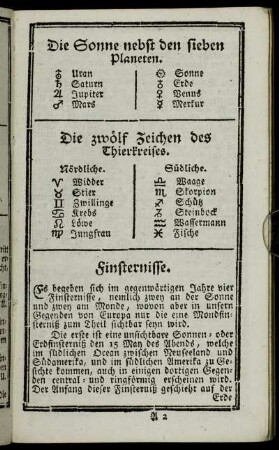 Die Sonne nebst den sieben
Planeten.
♅ Uran ☉ Sonne
♄ Saturn ♁ Erde
♃ Jupiter ♀ Venus
♂ Mars ☿ Merkur
Die zwölf Zeichen des
Thierkreises.
Nördliche. Südliche.
♈ Widder ♎ Waage
♉ Stier ♏ Skorpion
♊ Zwillinge ♐ Schütz
♋ Krebs ♑ Steinbock
♌ Löwe ♒ Wassermann
♍ Jungfrau ♓ Fische
Finsternisse.
Es begeben sich im gegenwärtigen Jahre vier
Finsternisse, nemlich zwey an der Sonne
und zwey am Monde, wovon aber in unsern
Gegenden von Europa nur die eine Mondfin-
sterniß zum Theil sichtbar seyn wird.
Die erste ist eine unsichtbare Sonnen- oder
Erdfinsterniß den 15 May des Abends, welche
im südlichen Ocean zwischen Neuseeland und
Südamerika, und im südlichen Amerika zu Ge-
sichte kommen, auch in einigen dortigen Gegen-
den central- und ringförmig erscheinen wird.
Der Anfang dieser Finsterniß geschieht auf der
A 2 Erde